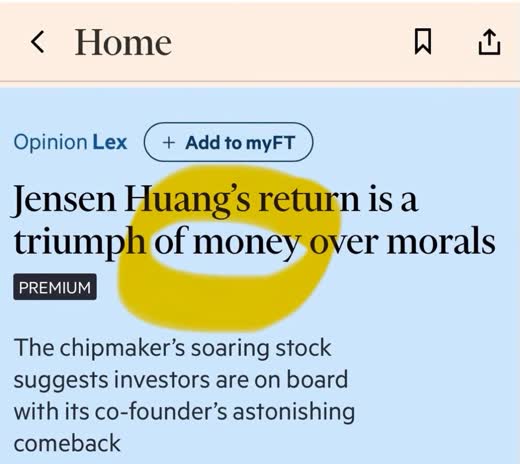 Home
Opinion Lex + Add to myFT
Jensen Huang's return is a
triumph of money over morals
PREMIUM
The chipmaker's soaring stock
suggests investors are on board
with its co-founder's astonishing
comeback